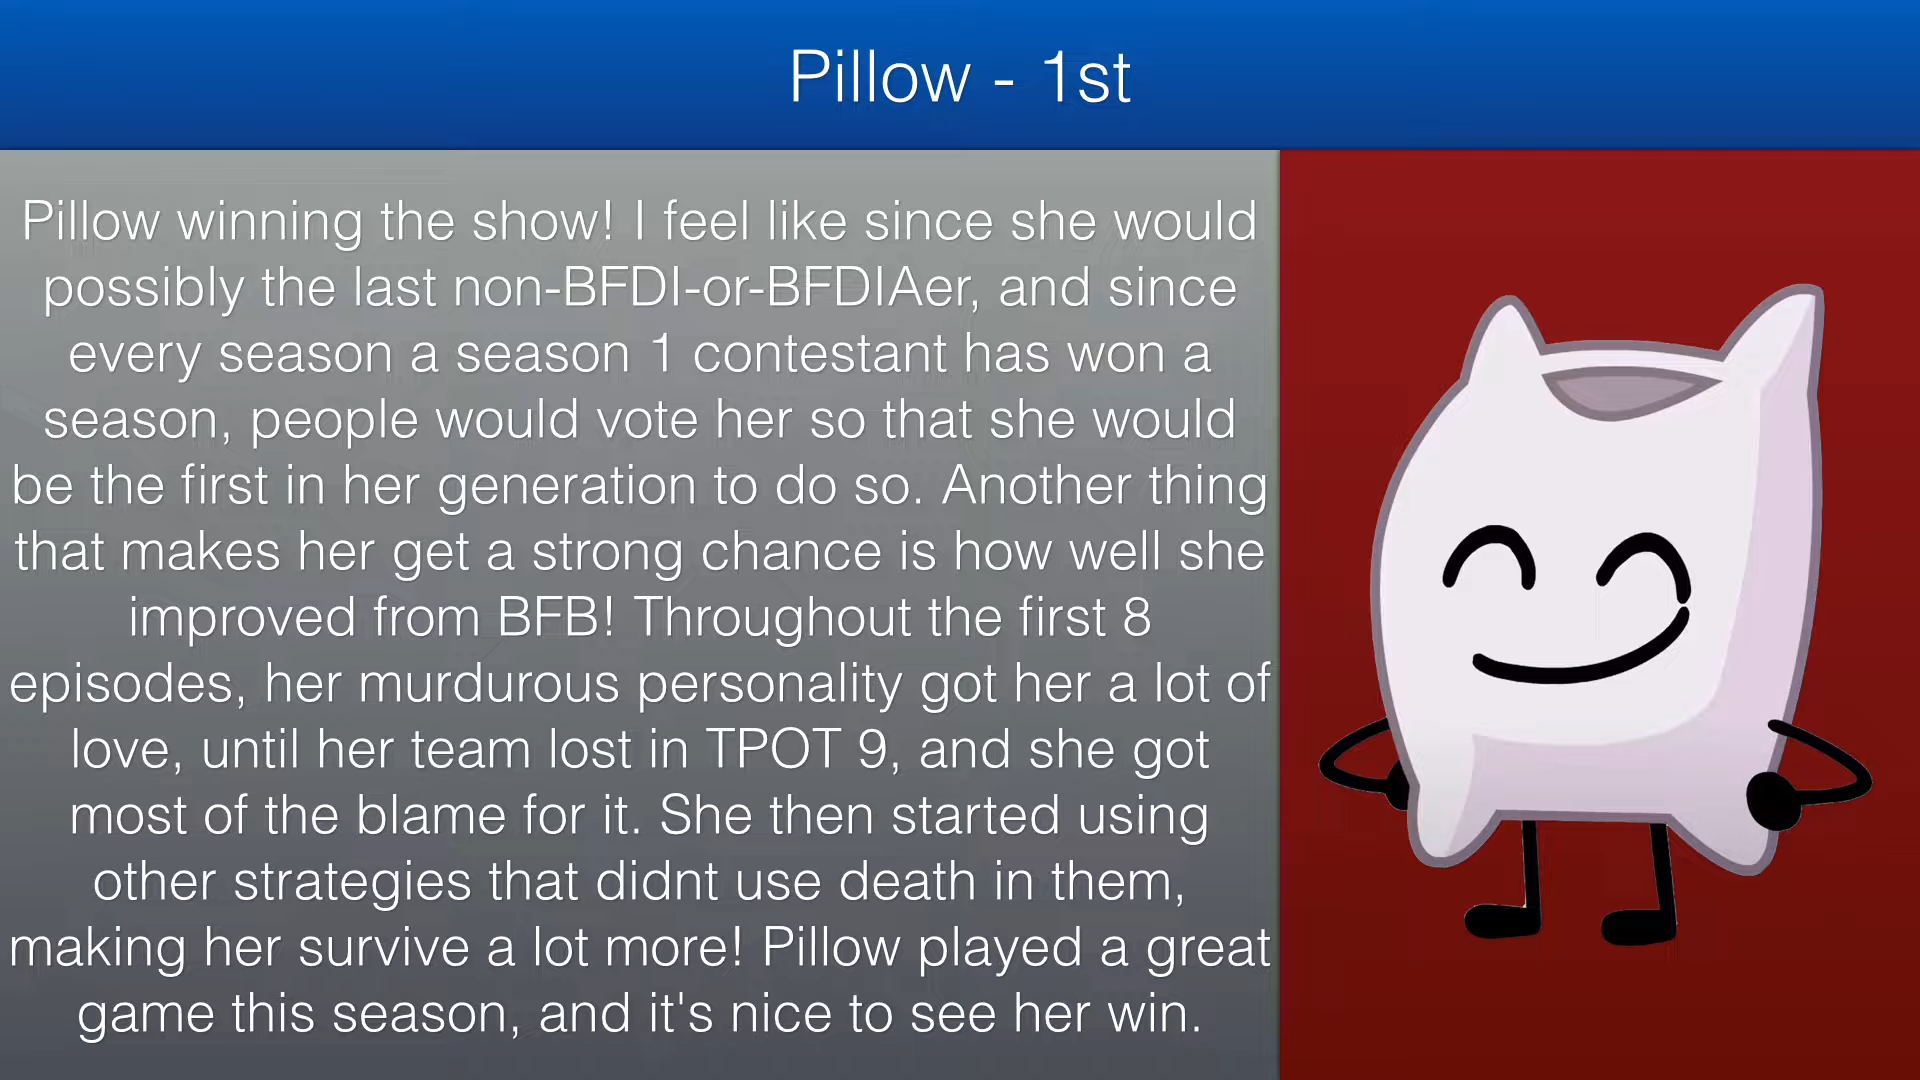 Pillow - 1st
Pillow winning the show! I feel like since she would
possibly the last non-BFDI-or-BFDIAer, and since
every season a season 1 contestant has won a
season, people would vote her so that she would
be the first in her generation to do so. Another thing
that makes her get a strong chance is how well she
improved from BFB! Throughout the first 8
episodes, her murdurous personality got her a lot of
love, until her team lost in TPOT 9, and she got
most of the blame for it. She then started using
other strategies that didnt use death in them,
making her survive a lot more! Pillow played a great
game this season, and it's nice to see her win.